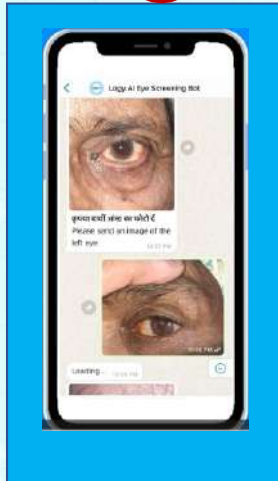 Logy AI Eye Screening Bot
कृपया बायीं आंख का फोटो दें
Please send an image of the
left eye
Loading...